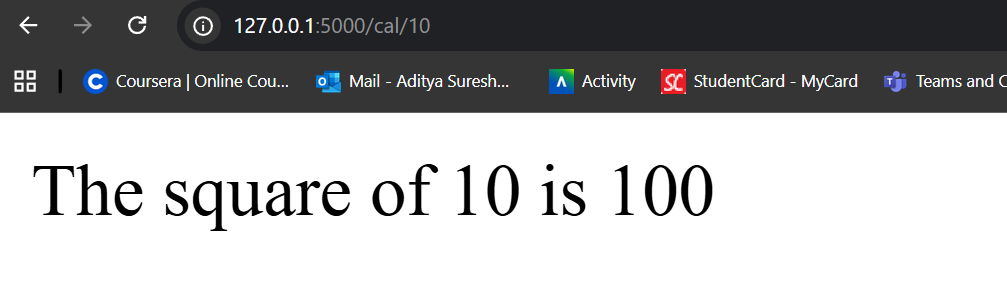 127.0.0.1:5000/cal/10
Coursera | Online Cou... Mail - Aditya Suresh... Activity SC StudentCard - MyCard Teams and C
The square of 10 is 100